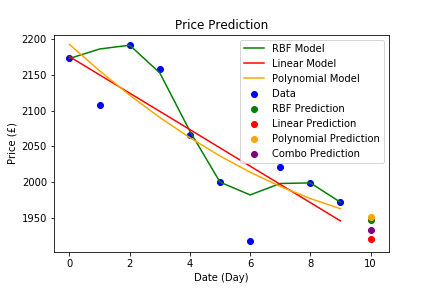 Price Prediction
2200
2150
2100
2050
2000
1950
Price (£)
RBF Model
Linear Model
Polynomial Model
Data
RBF Prediction
Linear Prediction
Polynomial Prediction
Combo Prediction
0 2 4 6 8 10
Date (Day)